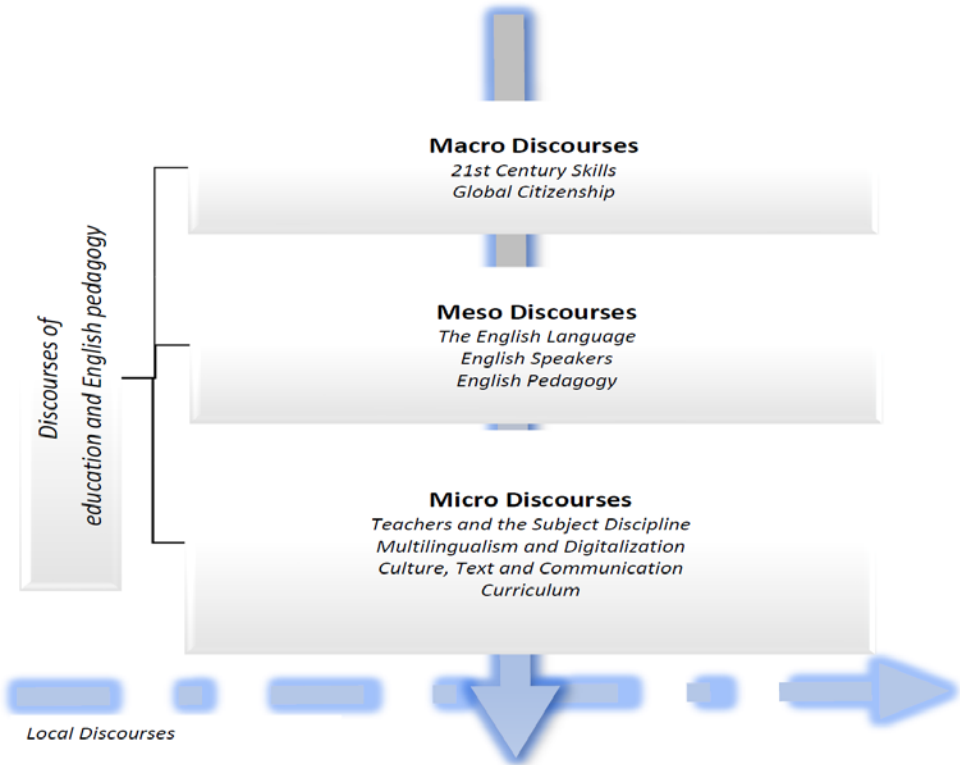 Discourses of
education and English pedagogy
Macro Discourses
21st Century Skills
Global Citizenship
Meso Discourses
The English Language
English Speakers
English Pedagogy
Micro Discourses
Teachers and the Subject Discipline
Multilingualism and Digitalization
Culture, Text and Communication
Curriculum
Local Discourses